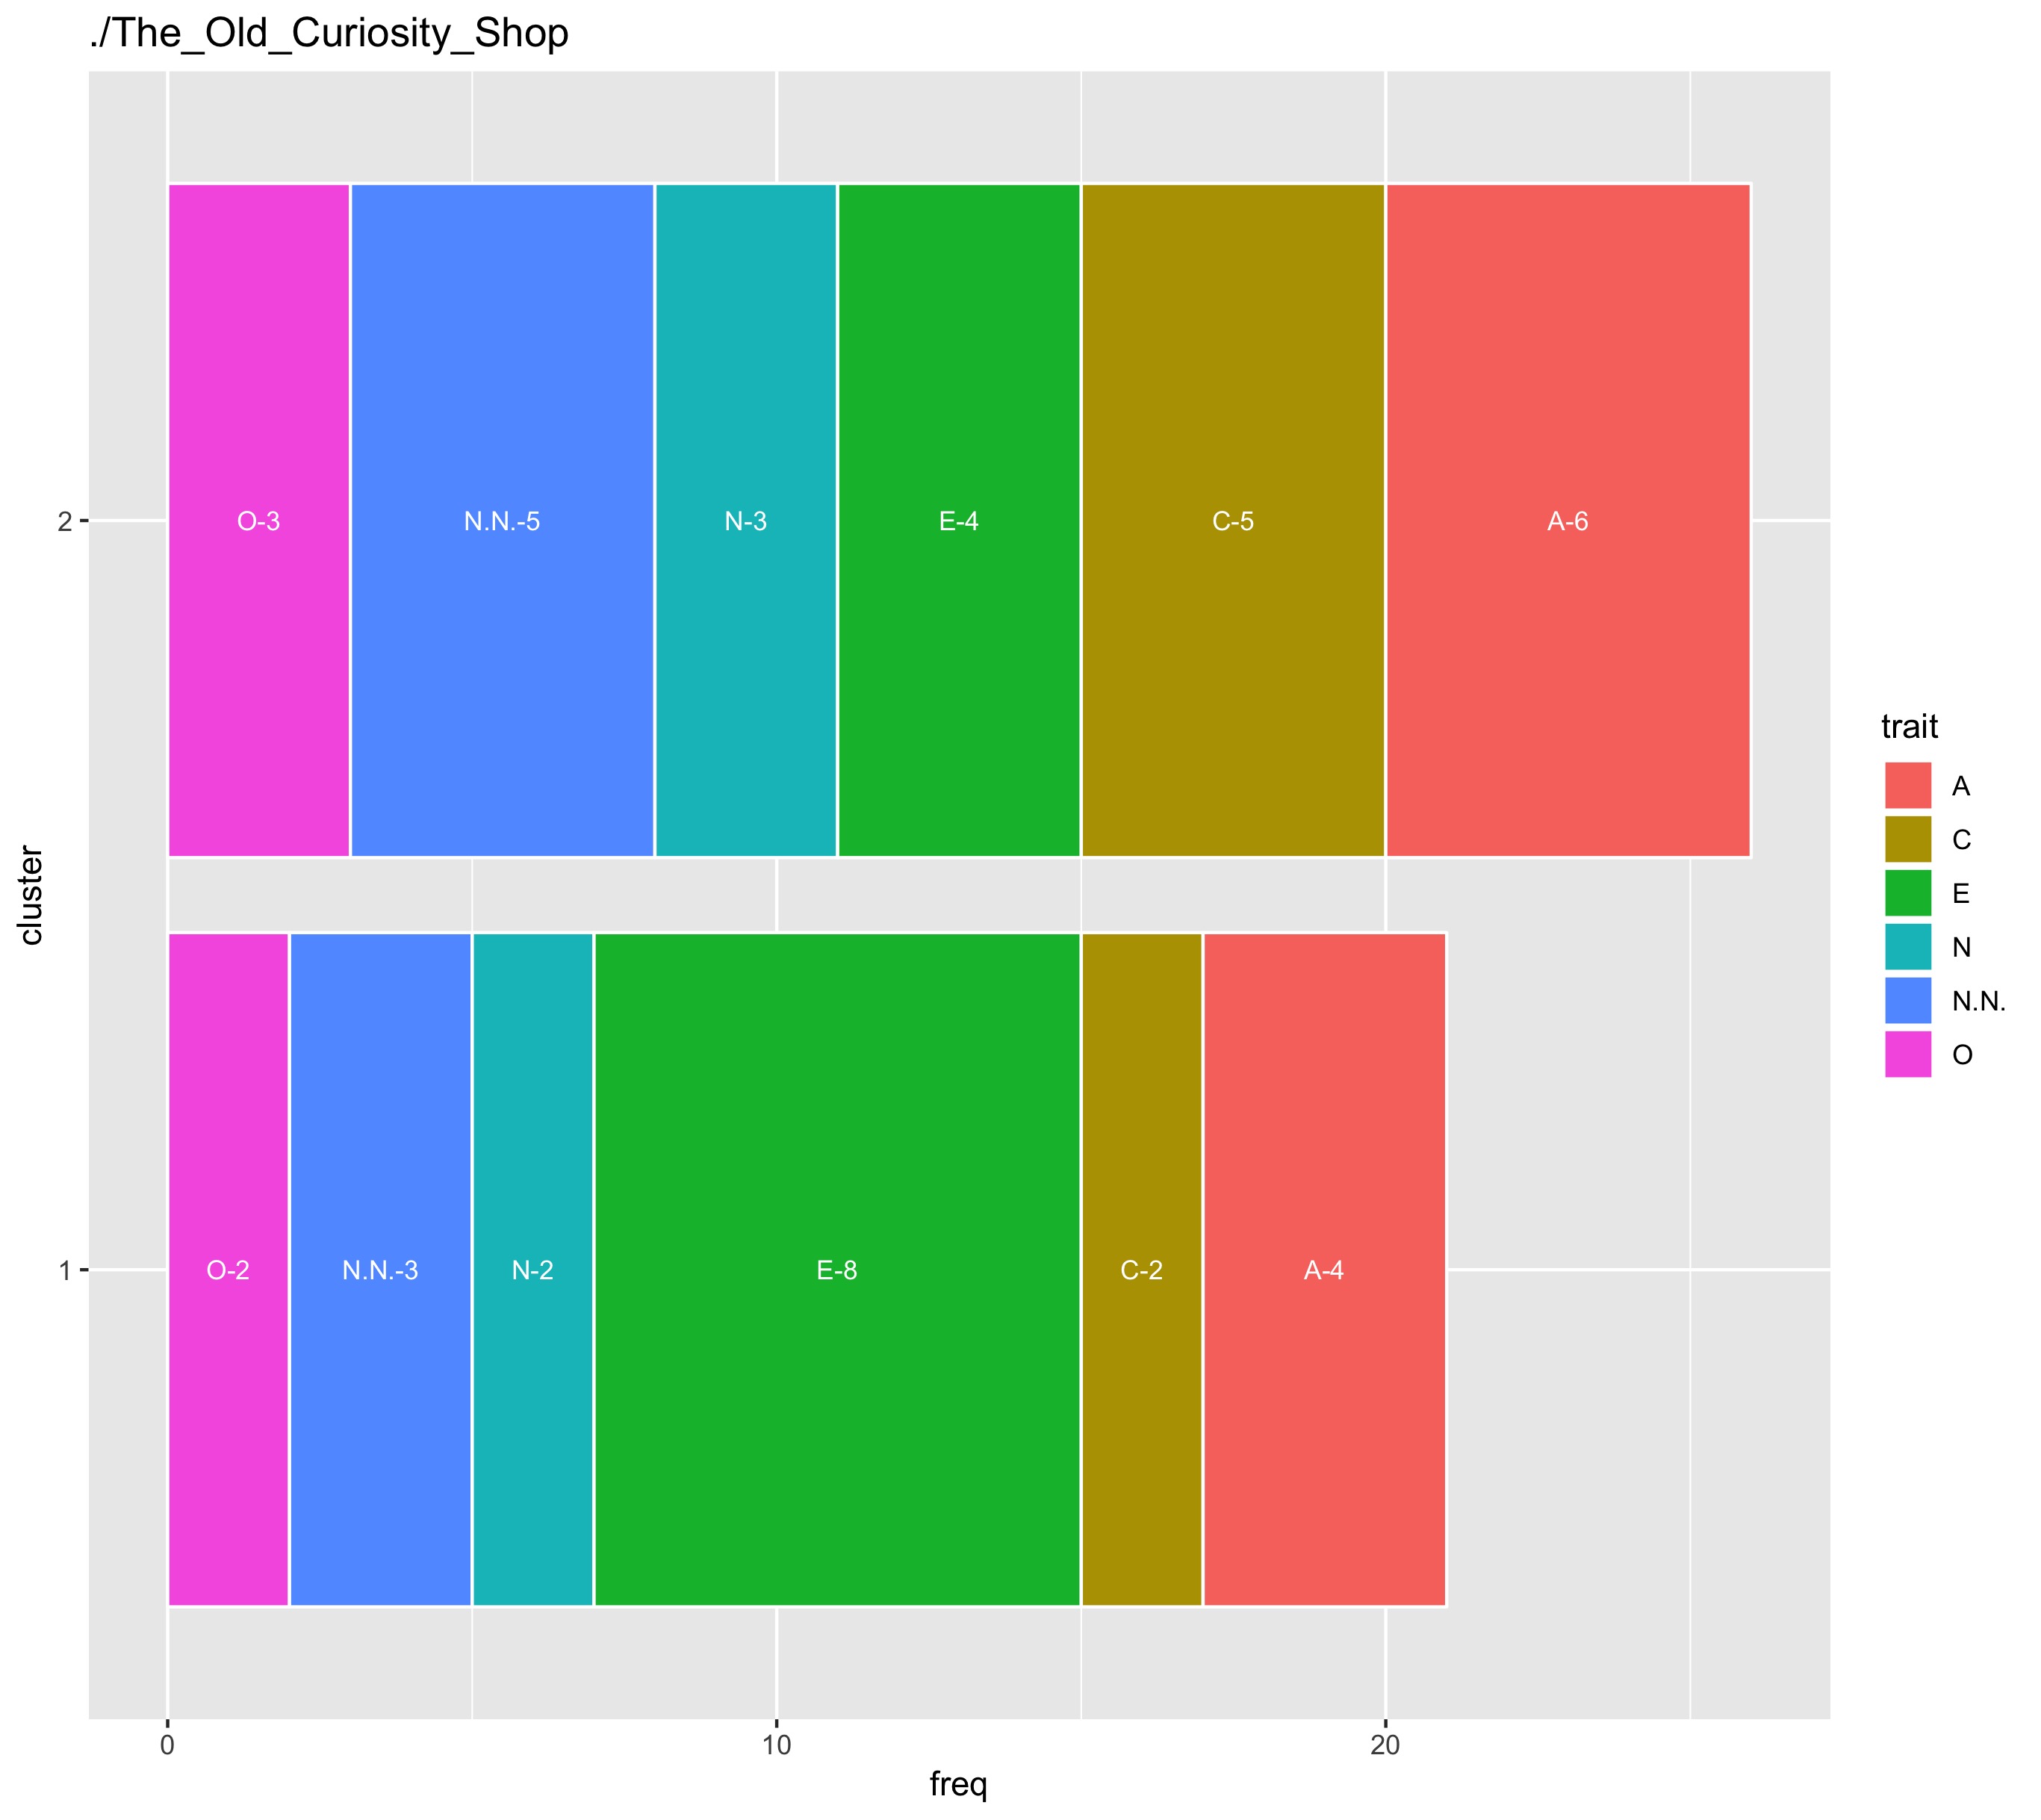 ./The_Old_Curiosity_Shop
2
O-3 N.N.-5 N-3 E-4 C-5 A-6
cluster
1
O-2 N.N.-3 N-2 E-8 C-2 A-4
0 10 20
freq
trait
A
C
E
N
N.N.
O